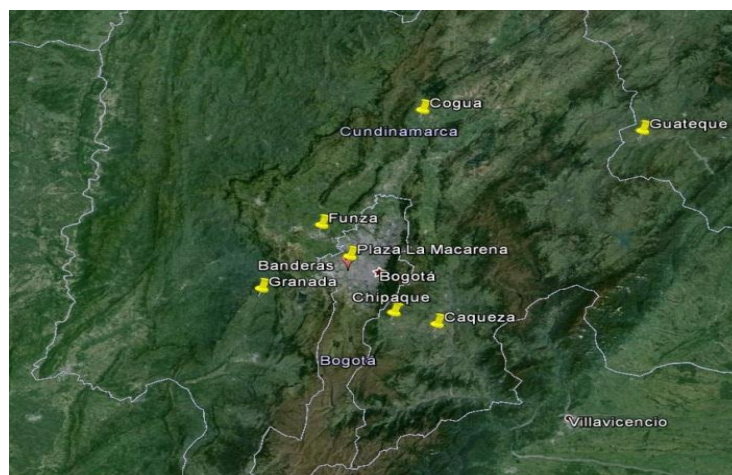 Cogua
Guateque
Cundinamarca
Funza
Plaza La Macarena
Banderas
Bogotá
Granada
Chipaque
Caqueza
Bogotá
Villavicencio